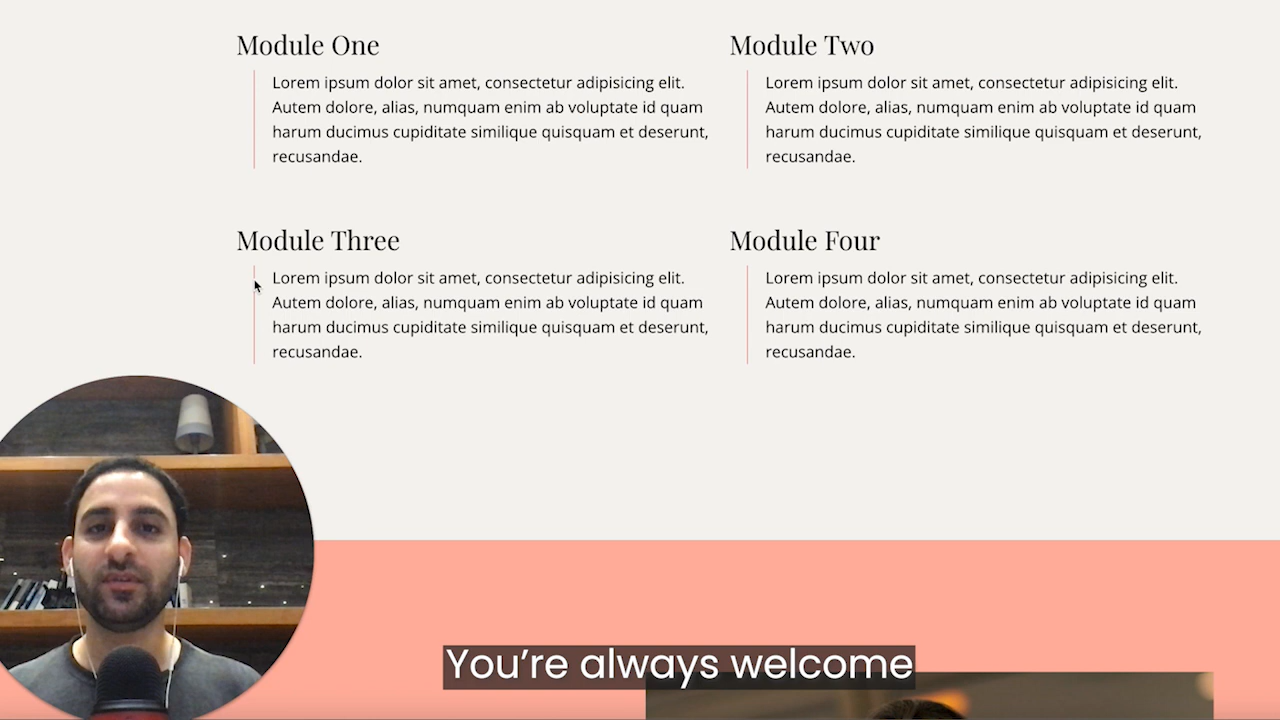 Module One
Lorem ipsum dolor sit amet, consectetur adipisicing elit.
Autem dolore, alias, numquam enim ab voluptate id quam
harum ducimus cupiditate similique quisquam et deserunt,
recusandae.
Module Two
Lorem ipsum dolor sit amet, consectetur adipisicing elit.
Autem dolore, alias, numquam enim ab voluptate id quam
harum ducimus cupiditate similique quisquam et deserunt,
recusandae.
Module Three
Lorem ipsum dolor sit amet, consectetur adipisicing elit.
Autem dolore, alias, numquam enim ab voluptate id quam
harum ducimus cupiditate similique quisquam et deserunt,
recusandae.
Module Four
Lorem ipsum dolor sit amet, consectetur adipisicing elit.
Autem dolore, alias, numquam enim ab voluptate id quam
harum ducimus cupiditate similique quisquam et deserunt,
recusandae.
You’re always welcome